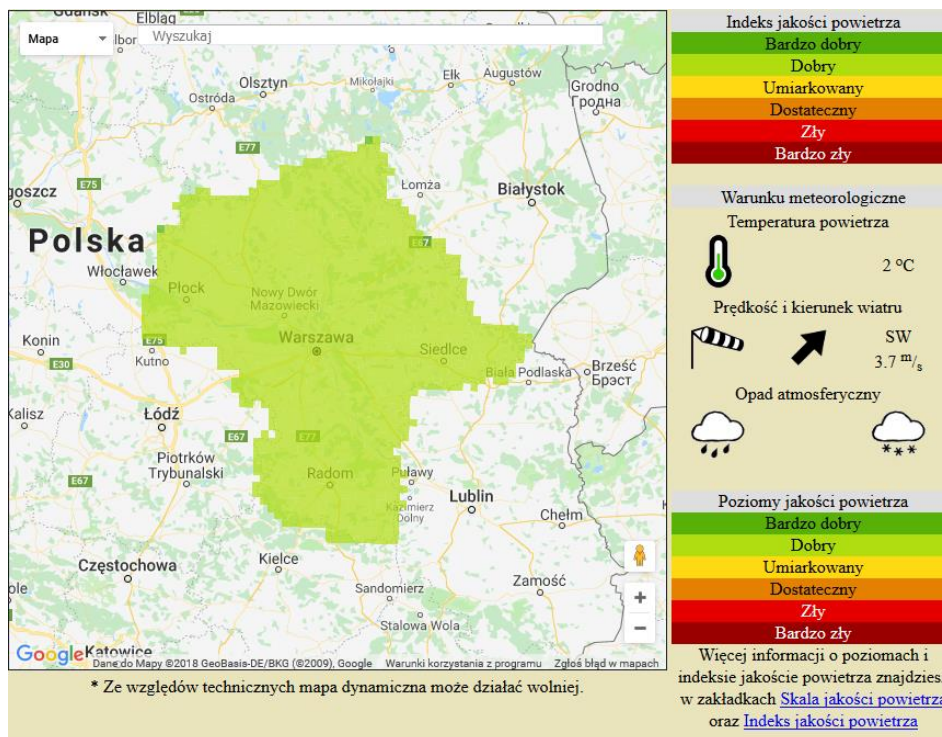 Gdańsk
Elbląg
Mapa
lbor
Wyszukaj
Olsztyn
Mikołajki
Ełk
Augustów
Grodno
Гродна
Ostróda
E77
E75
goszcz
Łomża
Białystok
Polska
E67
Włocławek
Płock
Nowy Dwór
Mazowiecki
Konin
E75
Warszawa
Siedlce
E30
Kutno
Biała Podlaska
Brześć
Брэст
Kalisz
Łódź
E67
E77
Piotrków
Trybunalski
Radom
Puławy
E67
Kazimierz
Dolny
Lublin
Chełm
Częstochowa
Kielce
Zamość
ole
Sandomierz
+
Stalowa Wola
−
Google
Katowice
Dane do Mapy ©2018 GeoBasis-DE/BKG (©2009), Google
Warunki korzystania z programu
Zgłoś błąd w mapach
* Ze względów technicznych mapa dynamiczna może działać wolniej.
Indeks jakości powietrza
Bardzo dobry
Dobry
Umiarkowany
Dostateczny
Zły
Bardzo zły
Warunku meteorologiczne
Temperatura powietrza
2 °C
Prędkość i kierunek wiatru
SW
3.7 m/s
Opad atmosferyczny
Poziomy jakości powietrza
Bardzo dobry
Dobry
Umiarkowany
Dostateczny
Zły
Bardzo zły
Więcej informacji o poziomach i
indeksie jakoście powietrza znajdzies
w zakładkach Skala jakości powietrza
oraz Indeks jakości powietrza